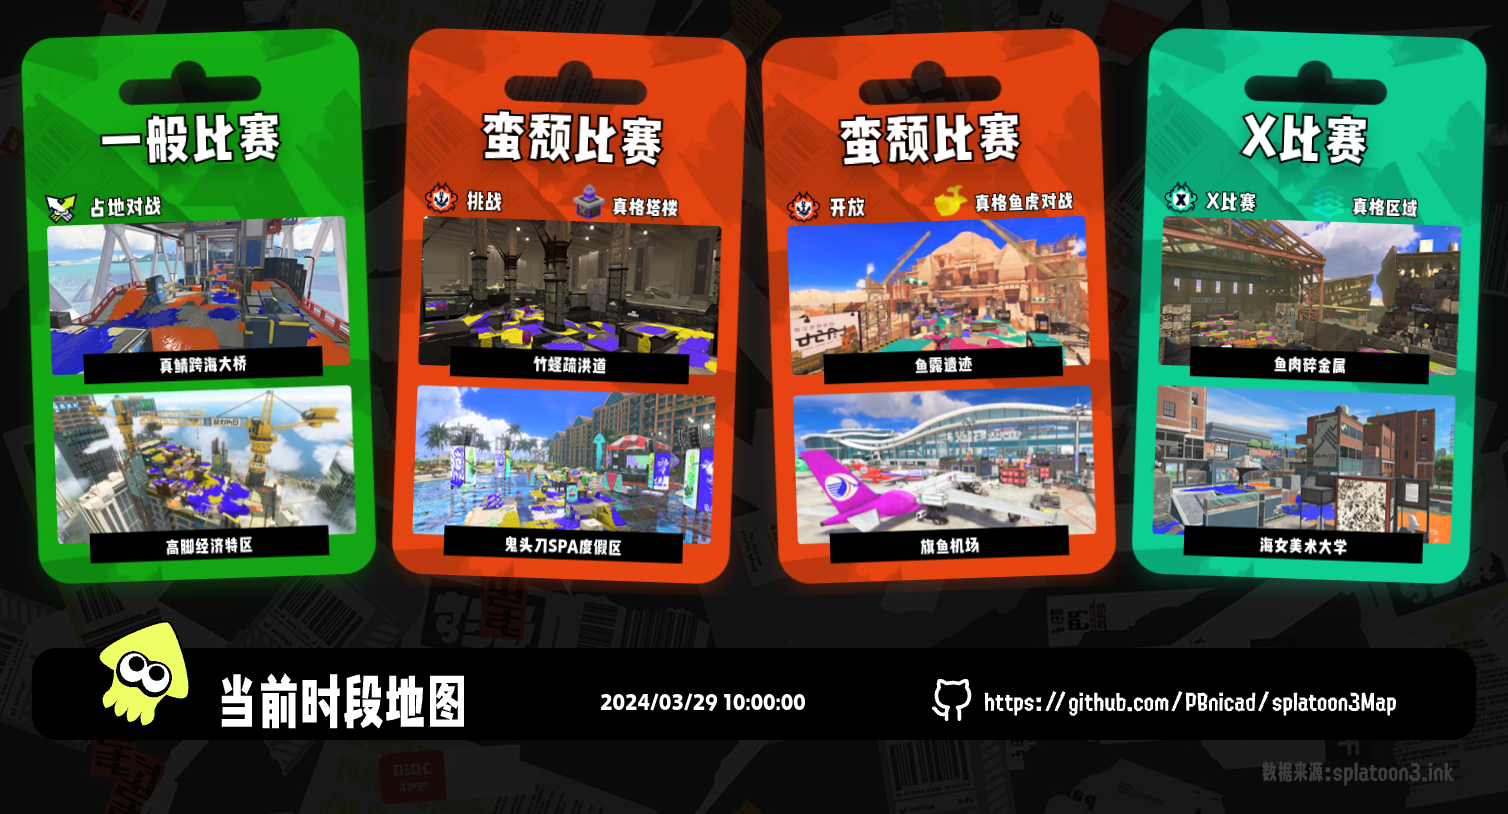 一般比赛
占地对战
真鲭跨海大桥
高脚经济特区
蛮颓比赛
挑战
真格塔楼
竹蛏疏洪道
鬼头刀SPA度假区
蛮颓比赛
开放
真格鱼虎对战
鱼露遗迹
旗鱼机场
X比赛
X比赛
真格区域
鱼肉碎金属
海女美术大学
当前时段地图
2024/03/29 10:00:00
https://github.com/PBnicad/splatoon3Map
数据来源:splatoon3.ink